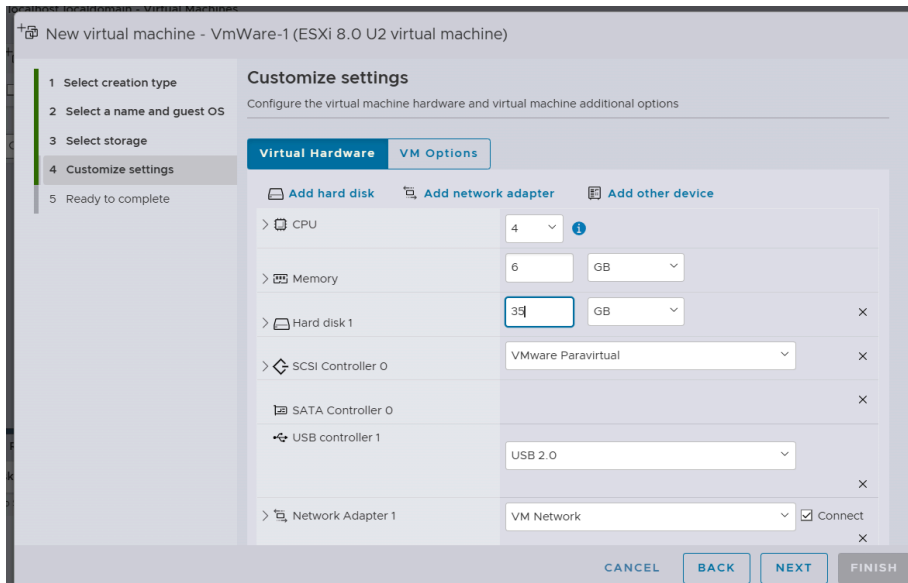 localhost.localdomain - Virtual Machines
New virtual machine - VmWare-1 (ESXi 8.0 U2 virtual machine)
1 Select creation type
2 Select a name and guest OS
3 Select storage
4 Customize settings
5 Ready to complete
Customize settings
Configure the virtual machine hardware and virtual machine additional options
Virtual Hardware VM Options
Add hard disk Add network adapter Add other device
CPU 4
Memory 6 GB
Hard disk 1 35 GB
SCSI Controller 0 VMware Paravirtual
SATA Controller 0
USB controller 1
USB 2.0
Network Adapter 1 VM Network Connect
CANCEL BACK NEXT FINISH